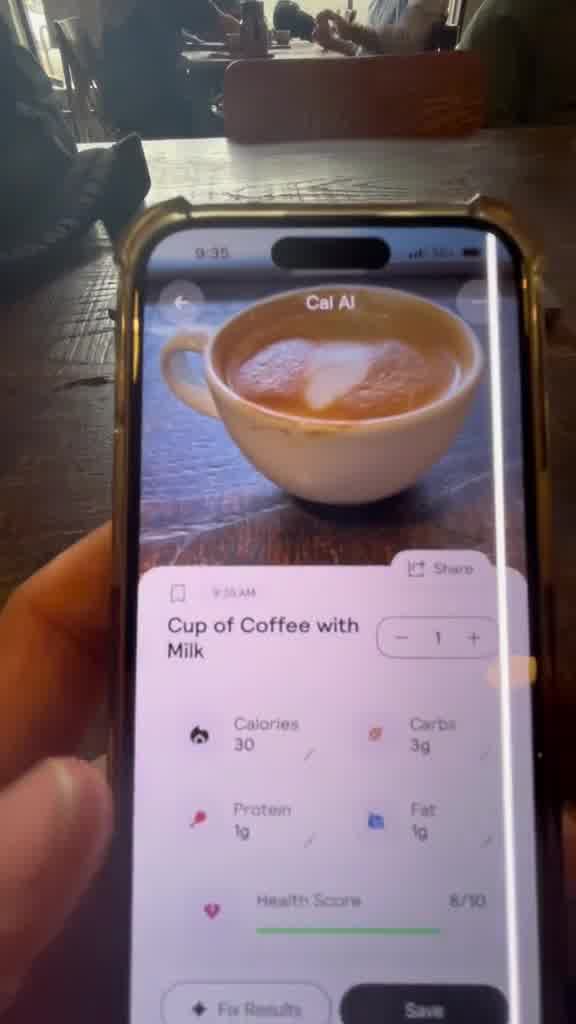 9:35
Cal AI
Share
9:35 AM
Cup of Coffee with
Milk
1
Calories
30
Carbs
3g
Protein
1g
Fat
1g
Health Score
8/10
Fix Results
Save